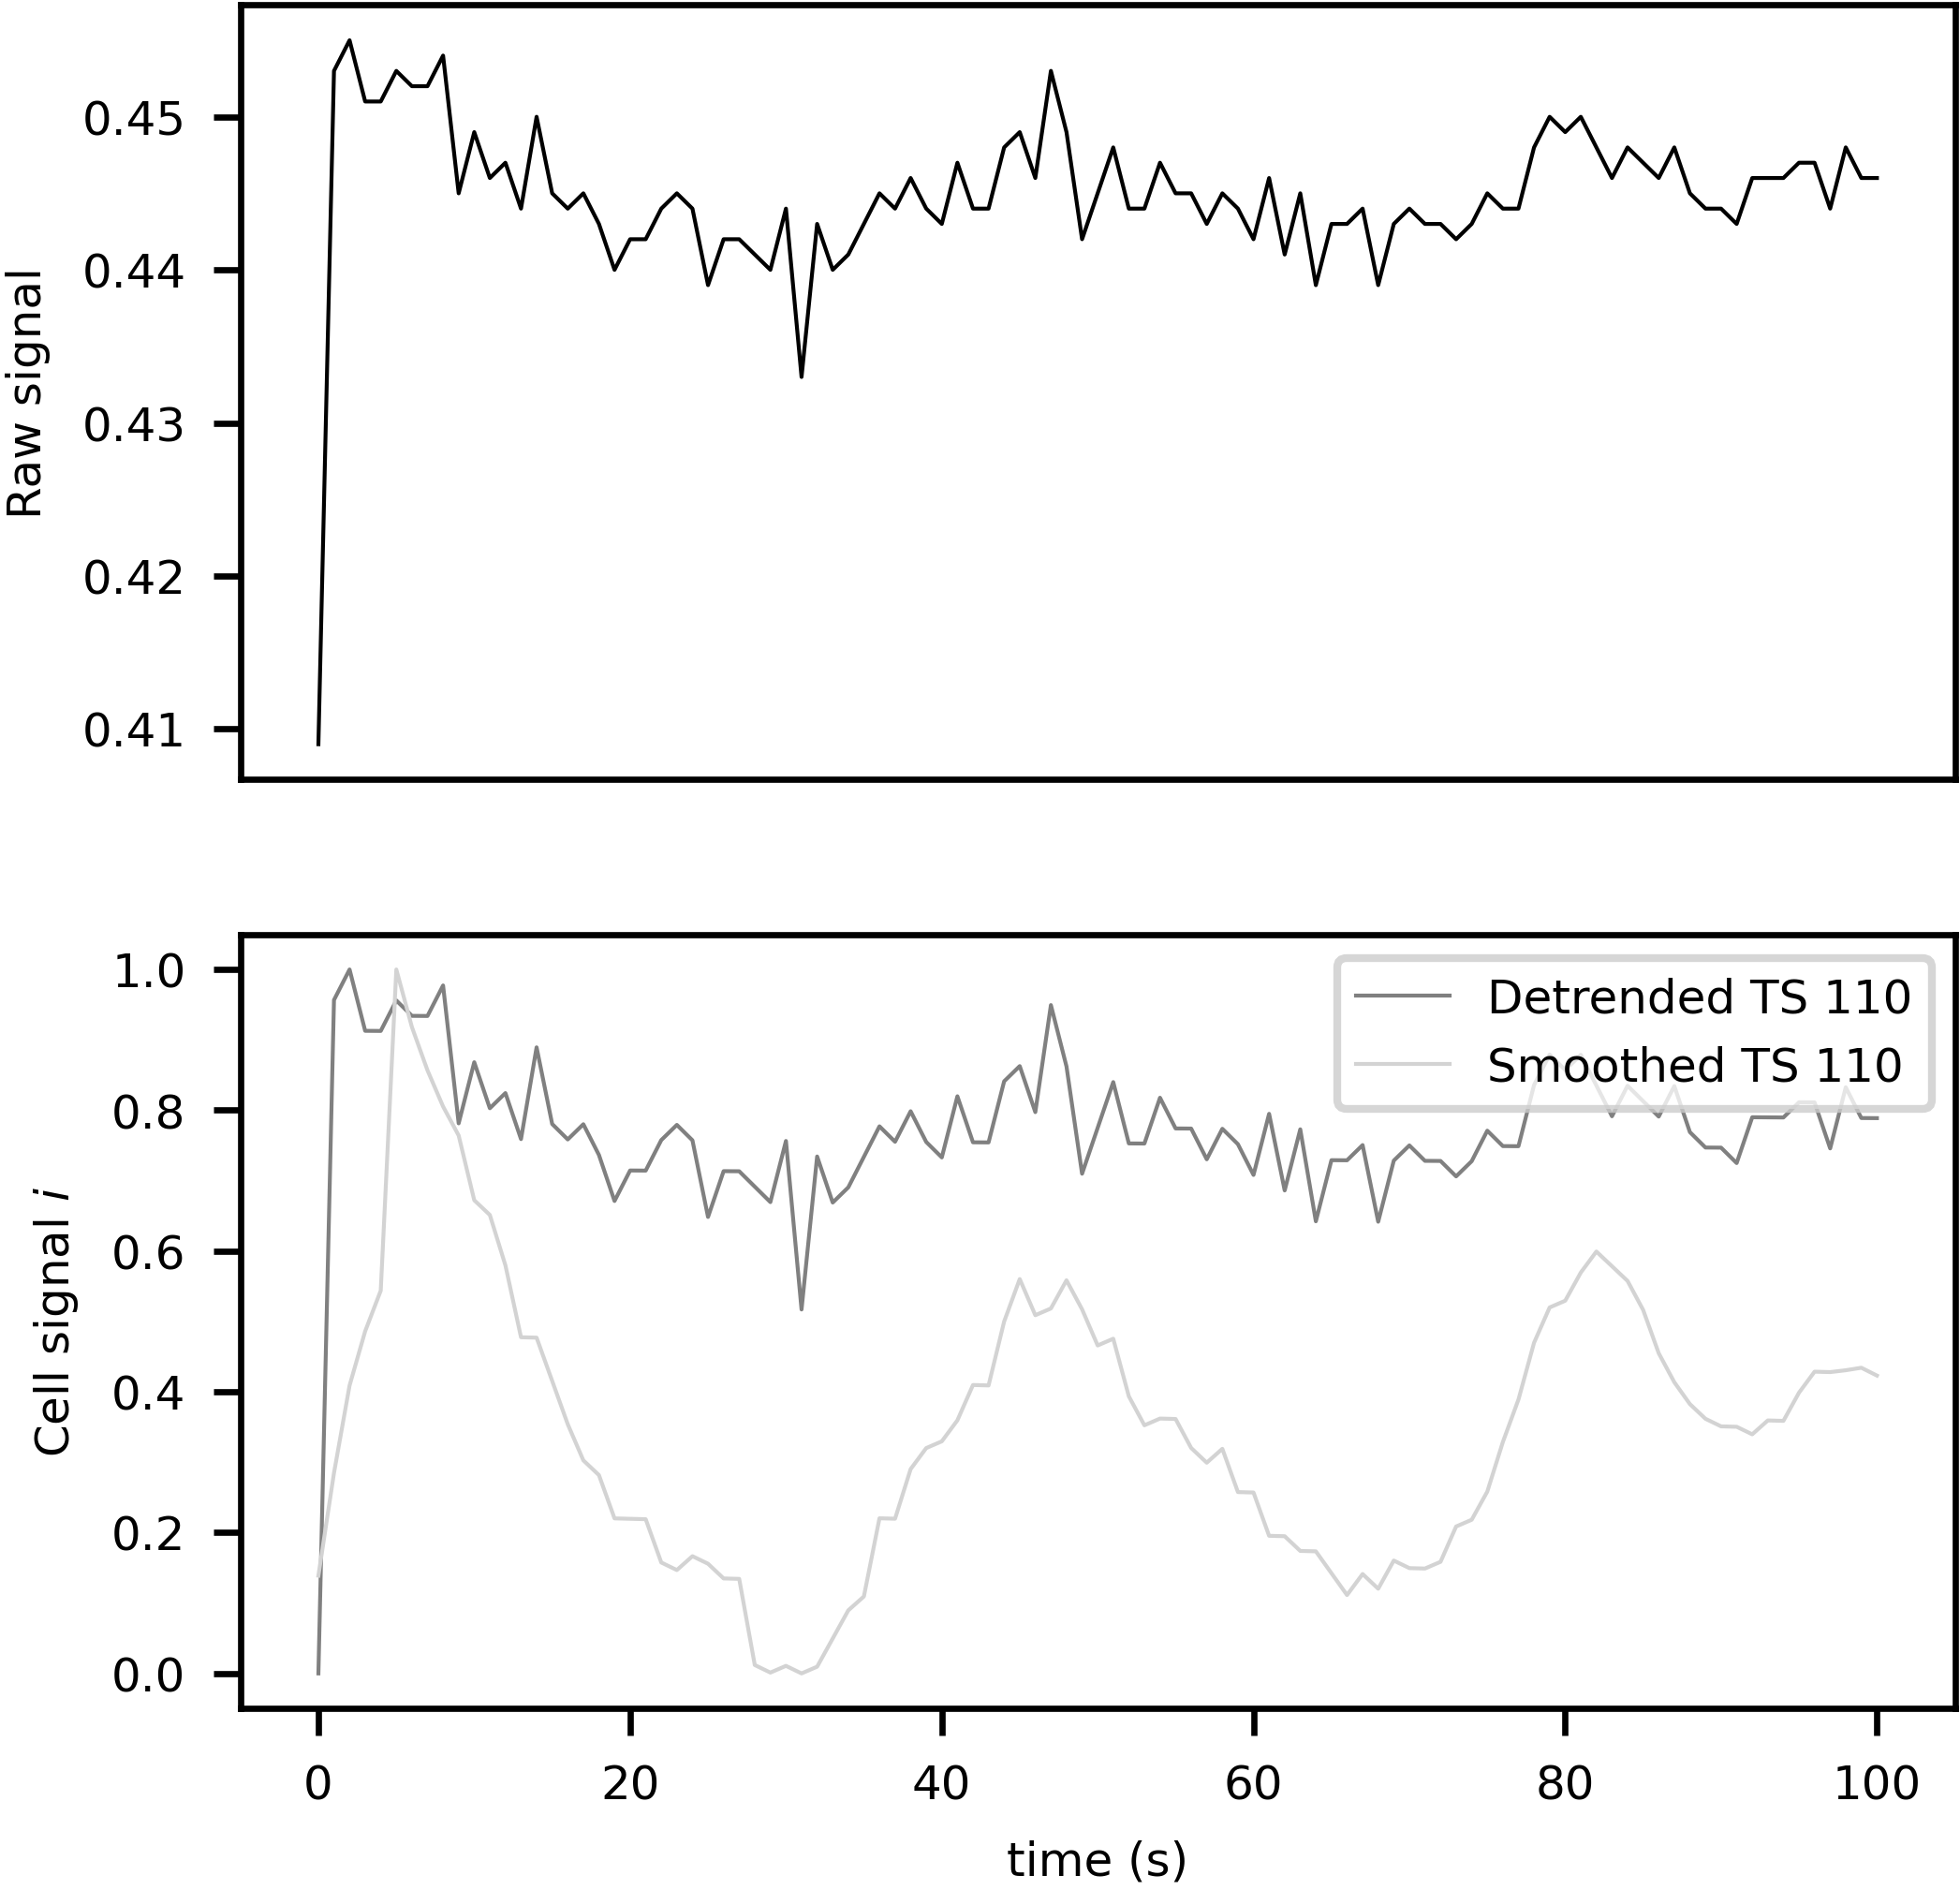 Raw signal
0.45
0.44
0.43
0.42
0.41
Cell signal i
1.0
0.8
0.6
0.4
0.2
0.0
Detrended TS 110
Smoothed TS 110
0 20 40 60 80 100
time (s)